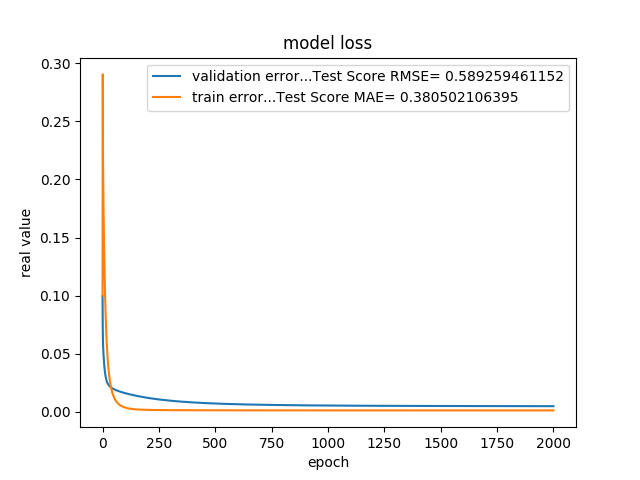 model loss
validation error...Test Score RMSE= 0.589259461152
train error...Test Score MAE= 0.380502106395
0.30
0.25
0.20
0.15
0.10
0.05
0.00
real value
0 250 500 750 1000 1250 1500 1750 2000
epoch